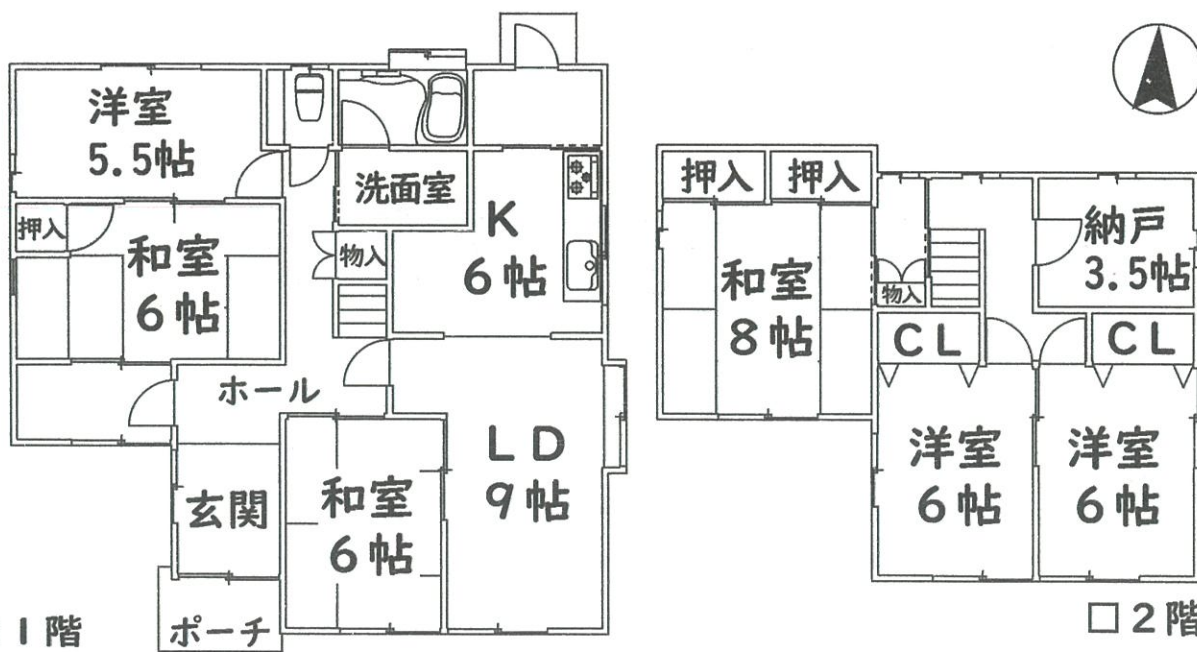 洋室
5.5帖
押入
和室
6帖
洗面室
物入
K
6帖
ホール
LD
9帖
和室
6帖
玄関
ポーチ
1階
押入
押入
和室
8帖
物入
納戸
3.5帖
CL
CL
洋室
6帖
洋室
6帖
□2階